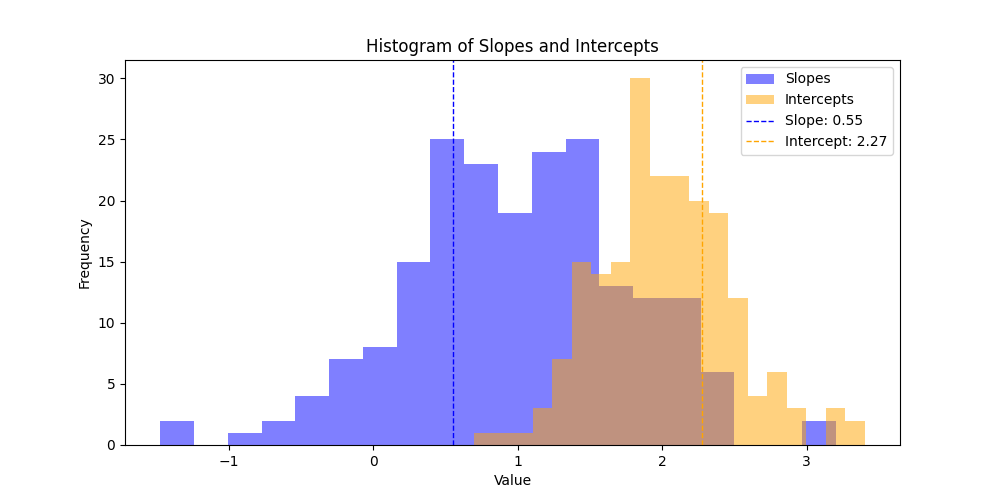 Histogram of Slopes and Intercepts
Slopes
Intercepts
Slope: 0.55
Intercept: 2.27
Frequency
30
25
20
15
10
5
0
−1
0
1
2
3
Value